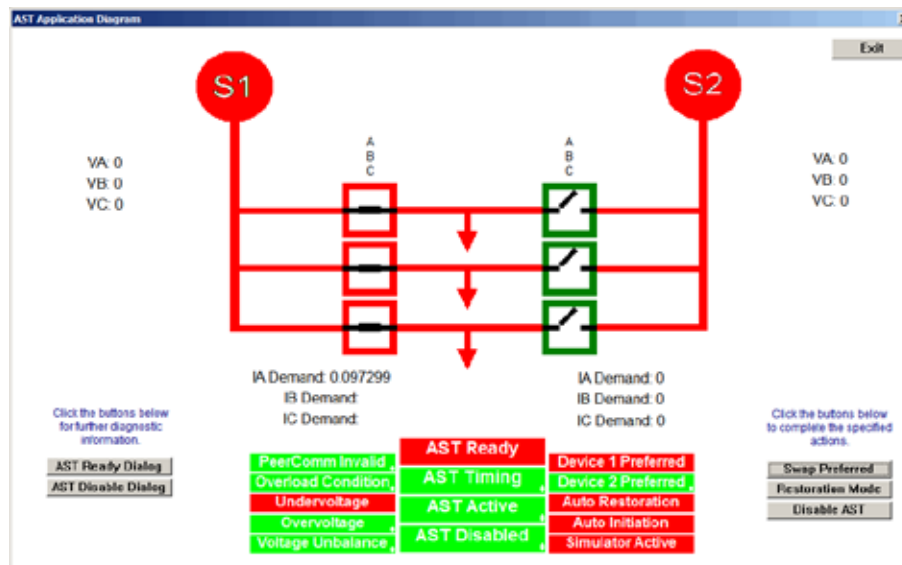 AST Application Diagram
Exit
S1
S2
A
B
C
A
B
C
VA: 0
VB: 0
VC: 0
VA: 0
VB: 0
VC: 0
IA Demand: 0.097299
IB Demand:
IC Demand:
IA Demand: 0
IB Demand: 0
IC Demand: 0
Click the buttons below
for further diagnostic
information.
AST Ready Dialog
AST Disable Dialog
PeerComm Invalid
Overload Condition
Undervoltage
Overvoltage
Voltage Unbalance
AST Ready
AST Timing
AST Active
AST Disabled
Device 1 Preferred
Device 2 Preferred
Auto Restoration
Auto Initiation
Simulator Active
Click the buttons below
to complete the specified
actions.
Swap Preferred
Restoration Mode
Disable AST